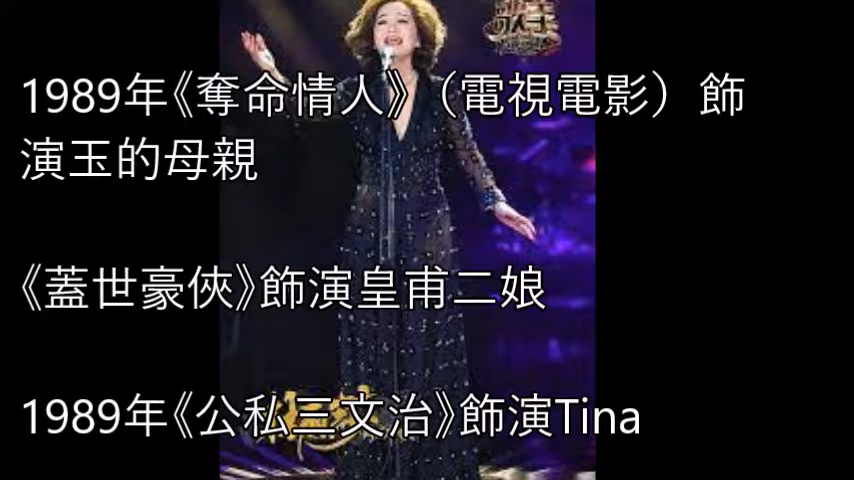 歌手
1989年《奪命情人》（電視電影）飾
演玉的母親
《蓋世豪俠》飾演皇甫二娘
1989年《公私三文治》飾演Tina